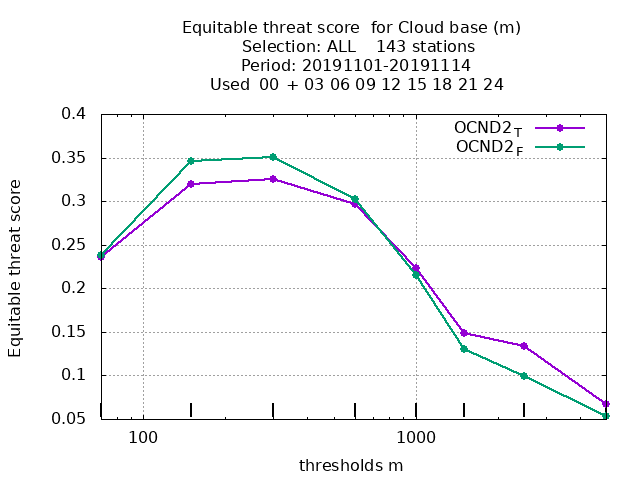 Equitable threat score  for Cloud base (m)
Selection: ALL    143 stations
Period: 20191101-20191114
Used  00 + 03 06 09 12 15 18 21 24
OCND2T
OCND2F
Equitable threat score
0.4
0.35
0.3
0.25
0.2
0.15
0.1
0.05
100
1000
thresholds m